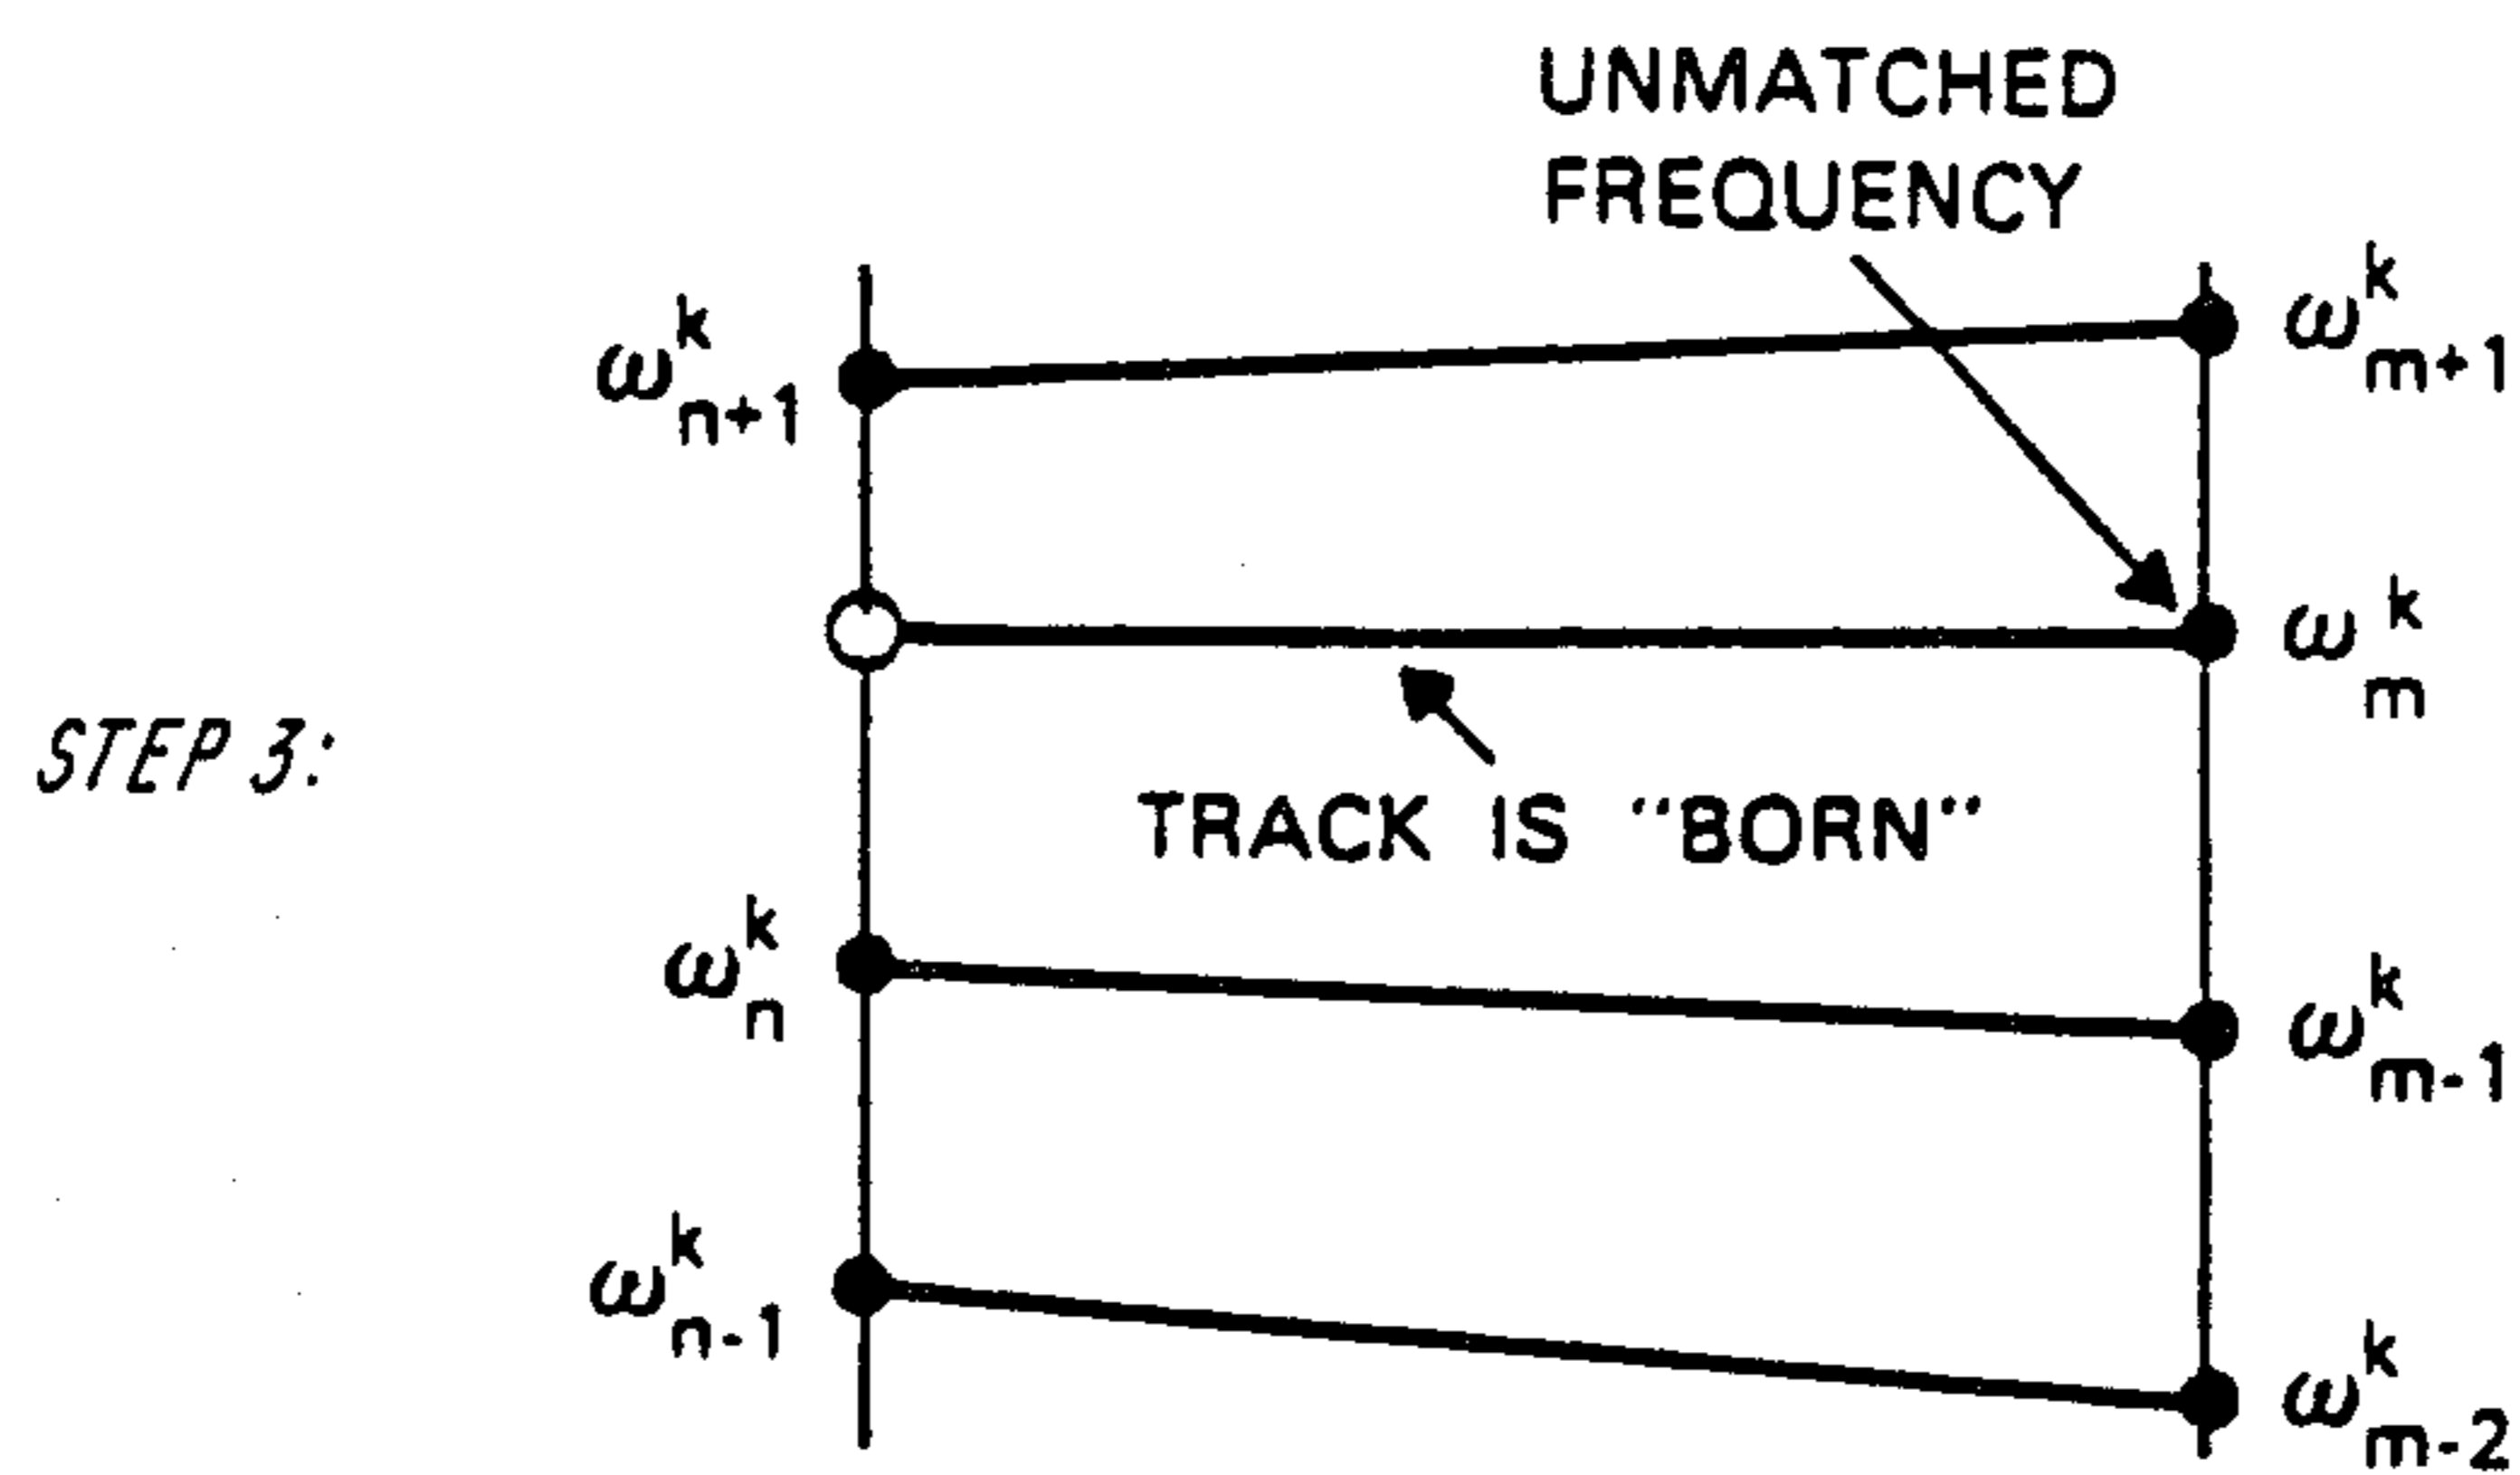 UNMATCHED
FREQUENCY
ω^k_{n+1}
ω^k_{m+1}
ω^k_m
STEP 3:
TRACK IS "BORN"
ω^k_n
ω^k_{m-1}
ω^k_{n-1}
ω^k_{m-2}